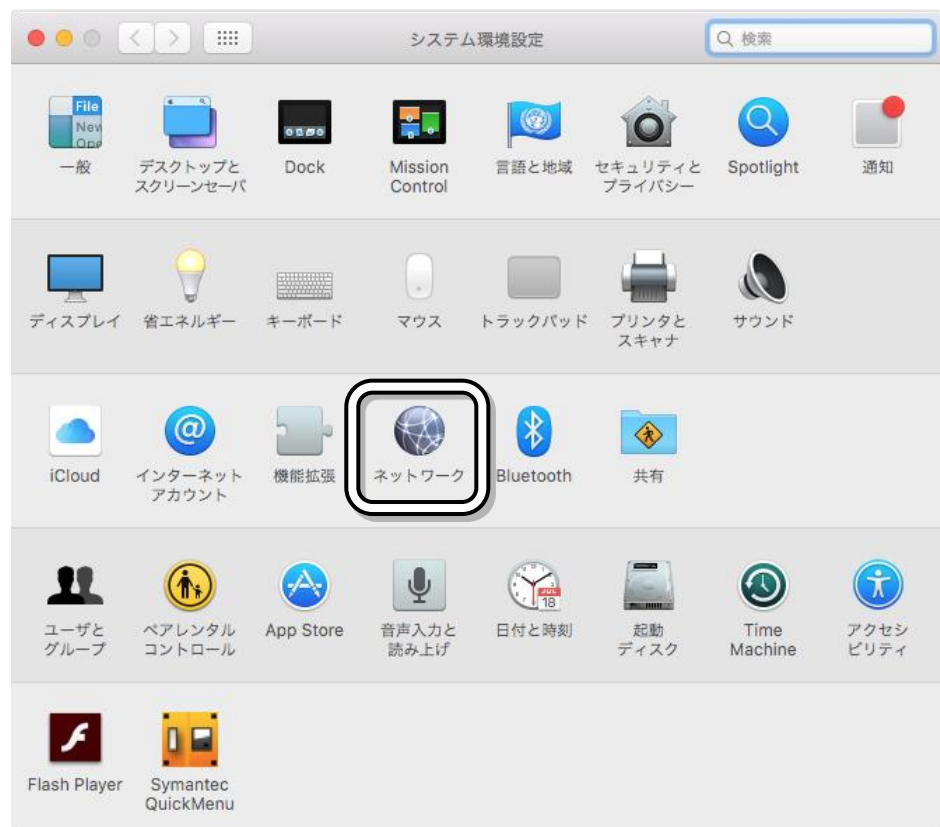 システム環境設定
検索
File
New
Ope
一般
デスクトップと
スクリーンセーバ
Dock
Mission
Control
言語と地域
セキュリティと
プライバシー
Spotlight
通知
ディスプレイ
省エネルギー
キーボード
マウス
トラックパッド
プリンタと
スキャナ
サウンド
iCloud
インターネット
アカウント
機能拡張
ネットワーク
Bluetooth
共有
ユーザと
グループ
ペアレンタル
コントロール
App Store
音声入力と
読み上げ
JUL
18
日付と時刻
起動
ディスク
Time
Machine
アクセシ
ビリティ
Flash Player
Symantec
QuickMenu